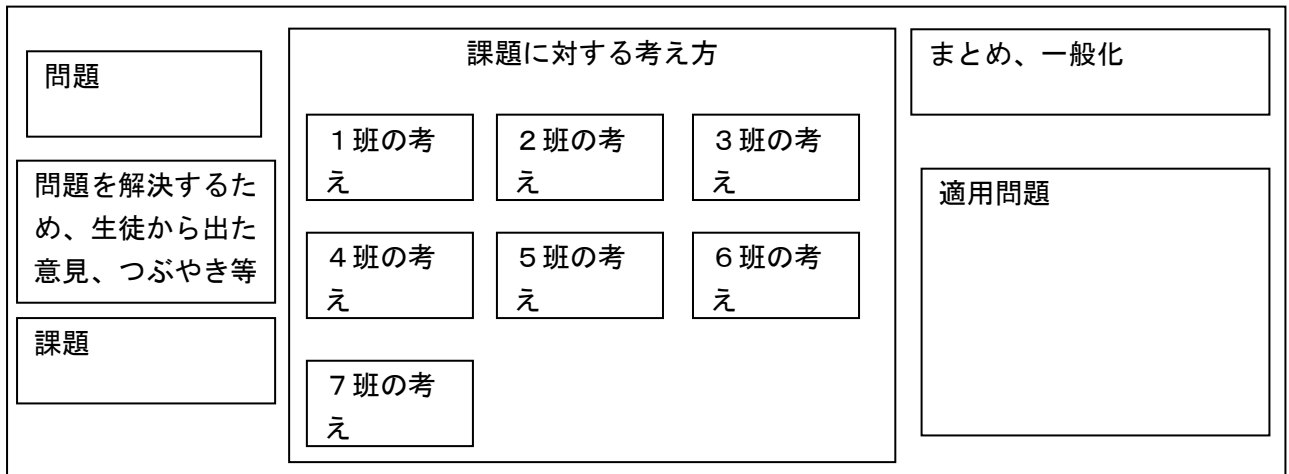 問題
問題を解決するた
め、生徒から出た
意見、つぶやき等
課題
課題に対する考え方
１班の考
え
２班の考
え
３班の考
え
４班の考
え
５班の考
え
６班の考
え
７班の考
え
まとめ、一般化
適用問題